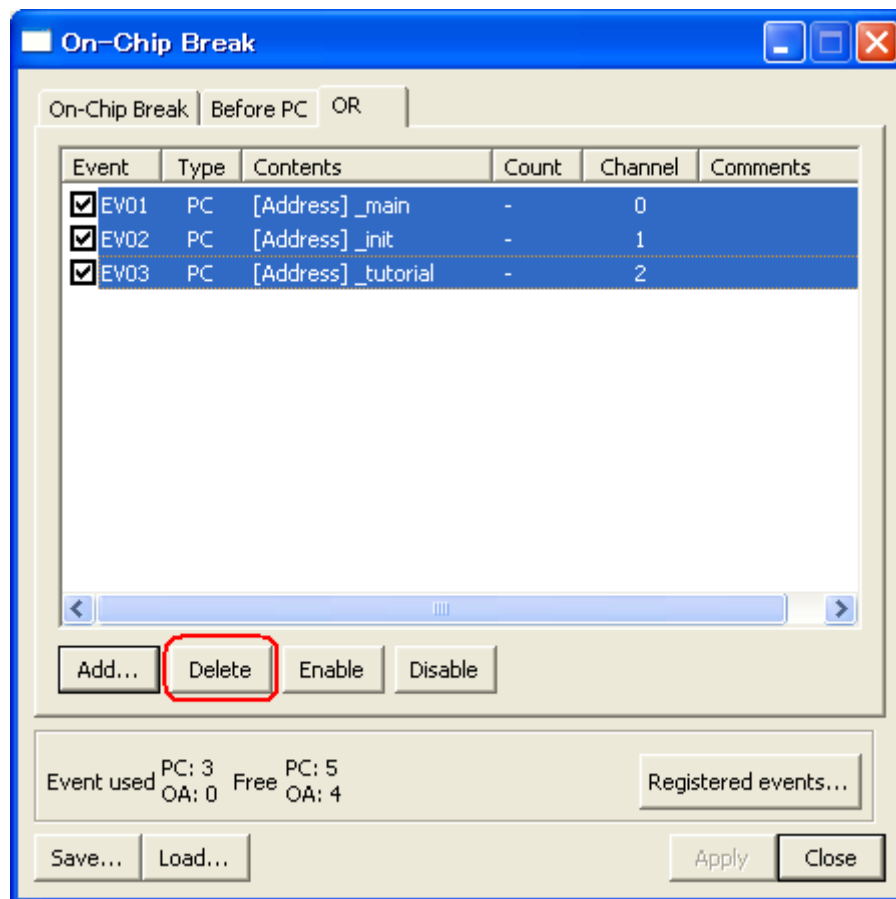 On-Chip Break
On-Chip Break Before PC OR
Event Type Contents Count Channel Comments
EV01 PC [Address] _main - 0
EV02 PC [Address] _init - 1
EV03 PC [Address] _tutorial - 2
Add... Delete Enable Disable
Event used PC: 3 Free PC: 5
OA: 0 OA: 4
Registered events...
Save... Load... Apply Close